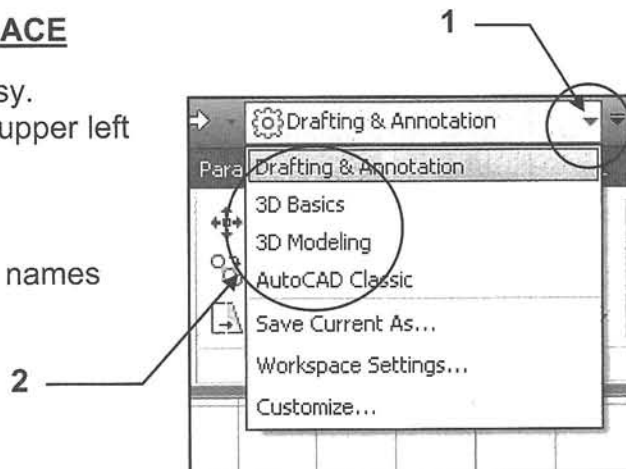 ACE
sy.
upper left
names
1
2
Drafting & Annotation
Para
Drafting & Annotation
3D Basics
3D Modeling
AutoCAD Classic
Save Current As...
Workspace Settings...
Customize...